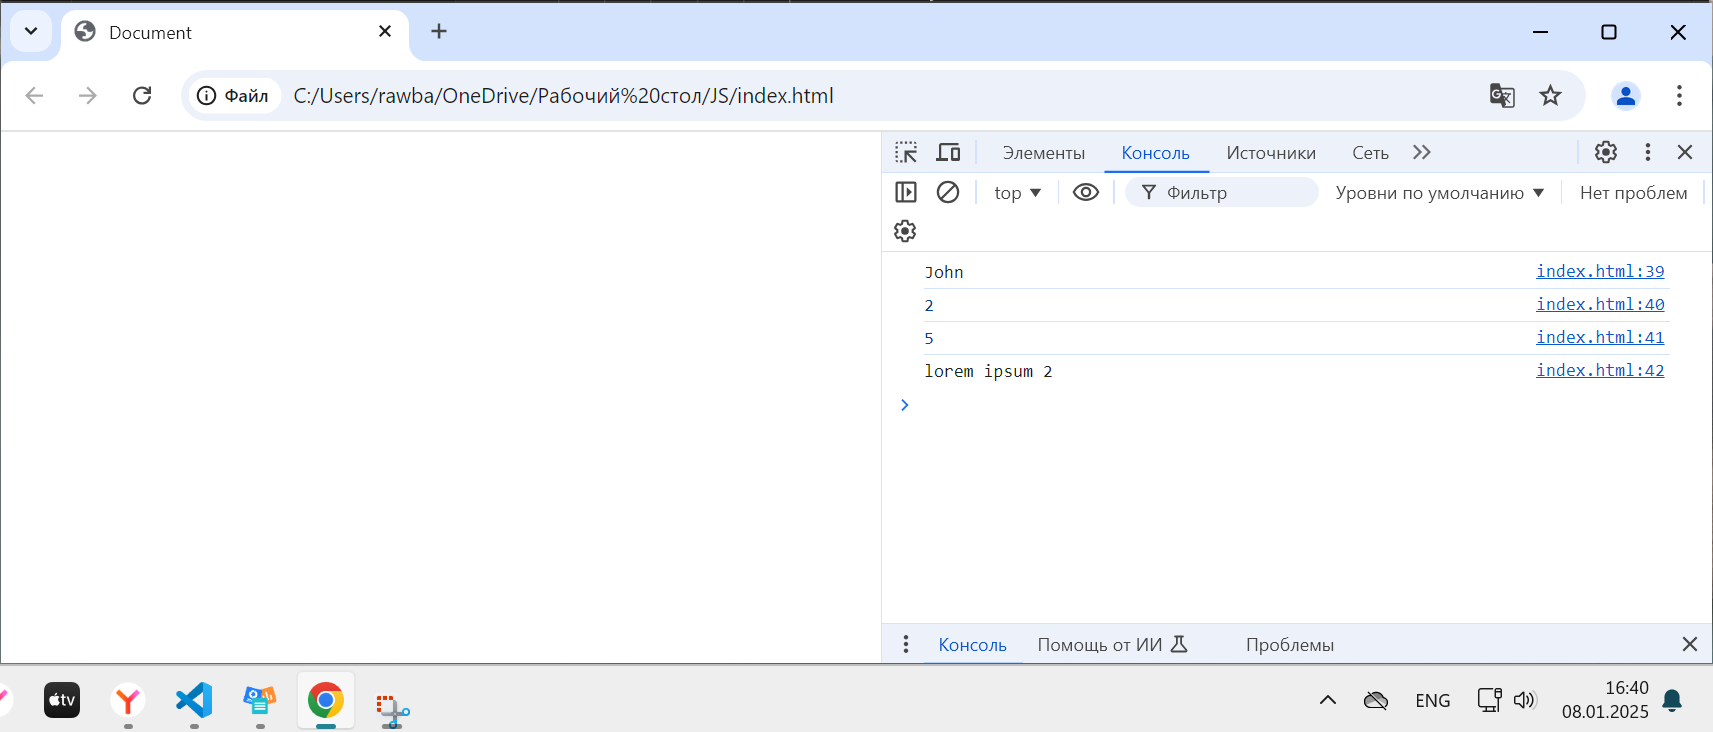 Document
Файл
C:/Users/rawba/OneDrive/Рабочий%20стол/JS/index.html
Элементы Консоль Источники Сеть
top Фильтр Уровни по умолчанию Нет проблем
John index.html:39
2 index.html:40
5 index.html:41
lorem ipsum 2 index.html:42
Консоль Помощь от ИИ Проблемы
tv
ENG
16:40
08.01.2025